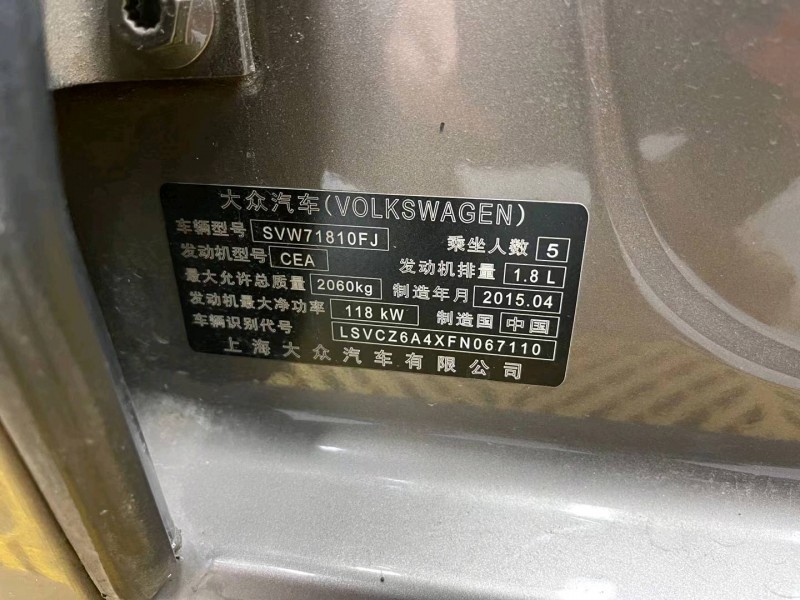 大众汽车(VOLKSWAGEN)
车辆型号 SVW71810FJ 乘坐人数 5
发动机型号 CEA 发动机排量 1.8 L
最大允许总质量 2060kg 制造年月 2015.04
发动机最大净功率 118 kW 制造国 中国
车辆识别代号 LSVCZ6A4XFN067110
上海大众汽车有限公司